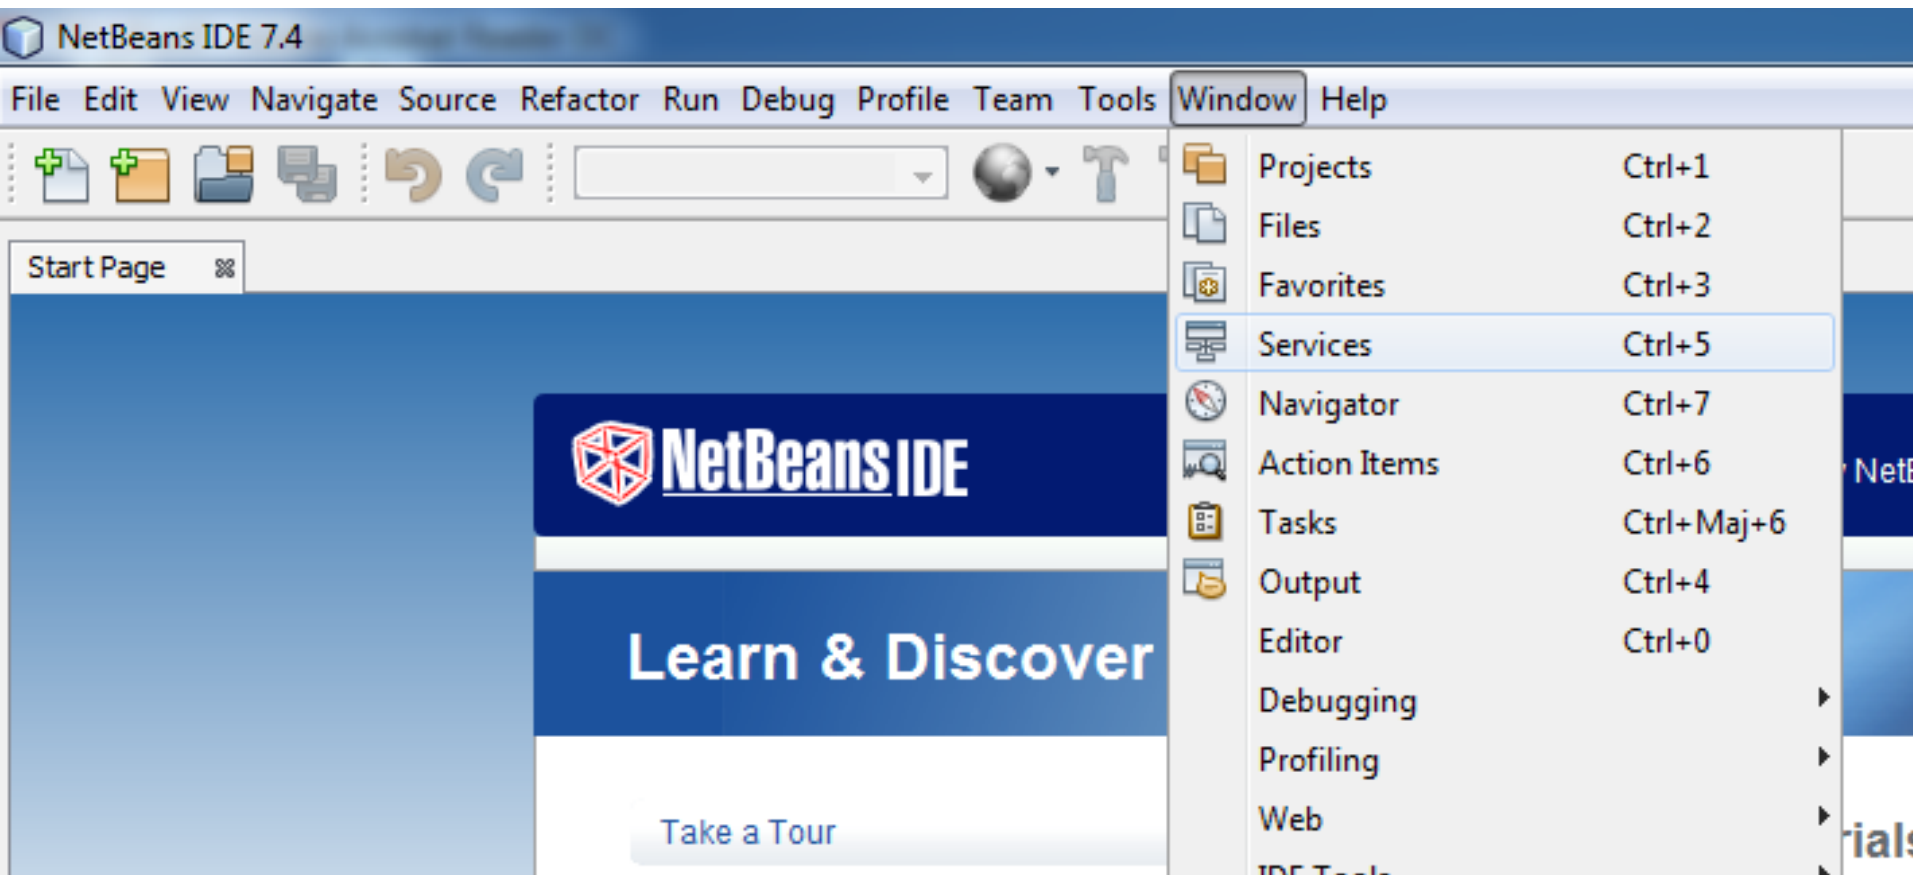 NetBeans IDE 7.4
File Edit View Navigate Source Refactor Run Debug Profile Team Tools Window Help
Projects Ctrl+1
Files Ctrl+2
Start Page
Favorites Ctrl+3
Services Ctrl+5
Navigator Ctrl+7
NetBeans IDE
Action Items Ctrl+6
Tasks Ctrl+Maj+6
Output Ctrl+4
Editor Ctrl+0
Learn & Discover
Debugging
Profiling
Web
Take a Tour
IDE Tools